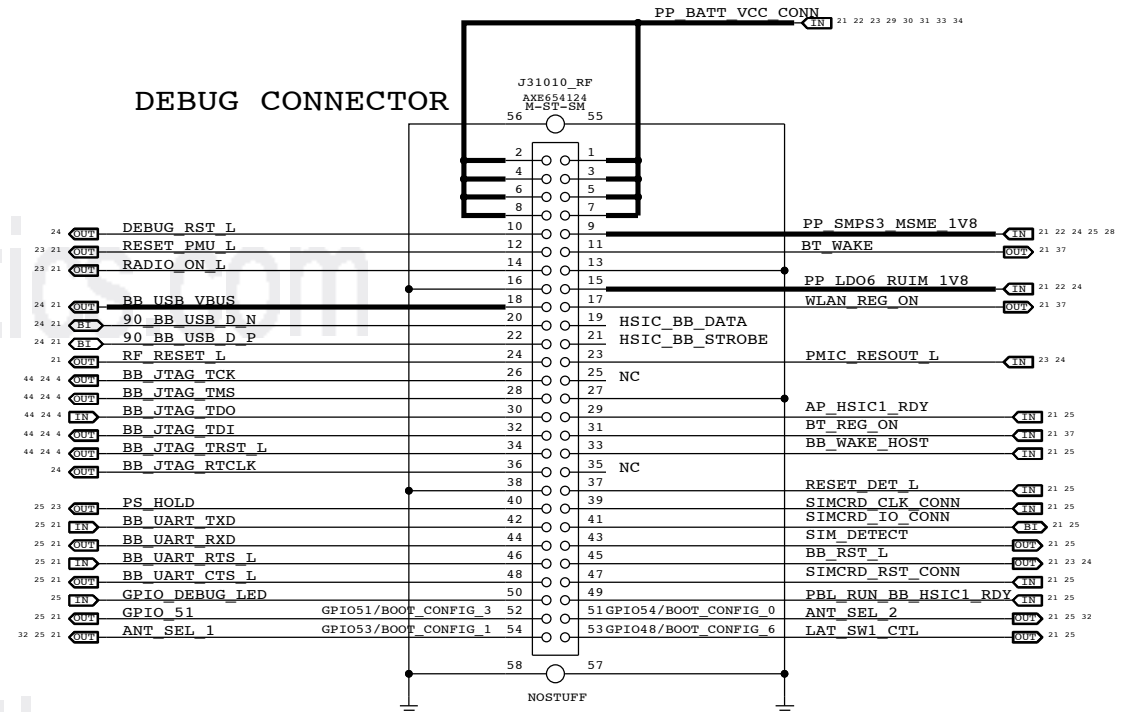 PP_BATT_VCC_CONN IN 21 22 23 29 30 31 33 34
J31010_RF
DEBUG CONNECTOR
AXE654124
M-ST-SM
56 55
2 1
4 3
6 5
8 7
24 OUT DEBUG_RST_L 10 9 PP_SMPS3_MSME_1V8 IN 21 22 24 25 28
23 21 OUT RESET_PMU_L 12 11 BT_WAKE OUT 21 37
23 21 OUT RADIO_ON_L 14 13
16 15 PP_LDO6_RUIM_1V8 IN 21 22 24
24 21 OUT BB_USB_VBUS 18 17 WLAN_REG_ON OUT 21 37
24 21 BI 90_BB_USB_D_N 20 19 HSIC_BB_DATA
24 21 BI 90_BB_USB_D_P 22 21 HSIC_BB_STROBE
21 OUT RF_RESET_L 24 23 PMIC_RESOUT_L IN 23 24
44 24 4 OUT BB_JTAG_TCK 26 25 NC
44 24 4 OUT BB_JTAG_TMS 28 27
44 24 4 IN BB_JTAG_TDO 30 29 AP_HSIC1_RDY IN 21 25
44 24 4 OUT BB_JTAG_TDI 32 31 BT_REG_ON IN 21 37
44 24 4 OUT BB_JTAG_TRST_L 34 33 BB_WAKE_HOST IN 21 25
24 OUT BB_JTAG_RTCLK 36 35 NC
38 37 RESET_DET_L IN 21 25
25 23 OUT PS_HOLD 40 39 SIMCRD_CLK_CONN IN 21 25
25 21 IN BB_UART_TXD 42 41 SIMCRD_IO_CONN BI 21 25
25 21 OUT BB_UART_RXD 44 43 SIM_DETECT OUT 21 25
25 21 IN BB_UART_RTS_L 46 45 BB_RST_L OUT 21 23 24
25 21 OUT BB_UART_CTS_L 48 47 SIMCRD_RST_CONN IN 21 25
25 IN GPIO_DEBUG_LED 50 49 PBL_RUN_BB_HSIC1_RDY IN 21 25
25 21 OUT GPIO_51 GPIO51/BOOT_CONFIG_3 52 51 GPIO54/BOOT_CONFIG_0 ANT_SEL_2 OUT 21 25 32
32 25 21 OUT ANT_SEL_1 GPIO53/BOOT_CONFIG_1 54 53 GPIO48/BOOT_CONFIG_6 LAT_SW1_CTL OUT 21 25
58 57
NOSTUFF